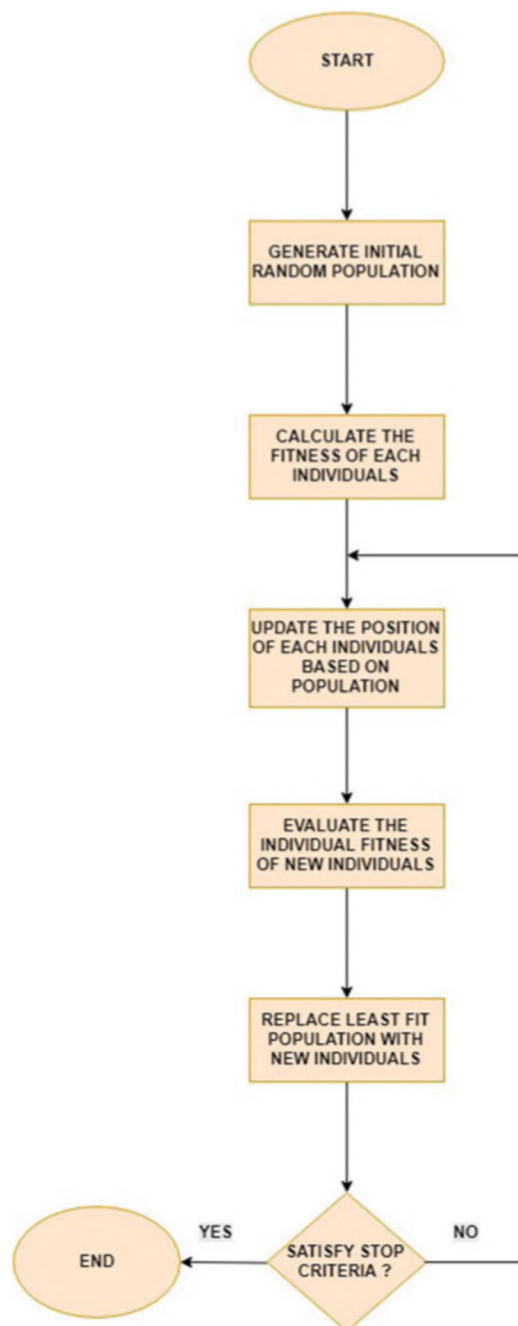 START
GENERATE INITIAL
RANDOM POPULATION
CALCULATE THE
FITNESS OF EACH
INDIVIDUALS
UPDATE THE POSITION
OF EACH INDIVIDUALS
BASED ON
POPULATION
EVALUATE THE
INDIVIDUAL FITNESS
OF NEW INDIVIDUALS
REPLACE LEAST FIT
POPULATION WITH
NEW INDIVIDUALS
YES
NO
END
SATISFY STOP
CRITERIA ?